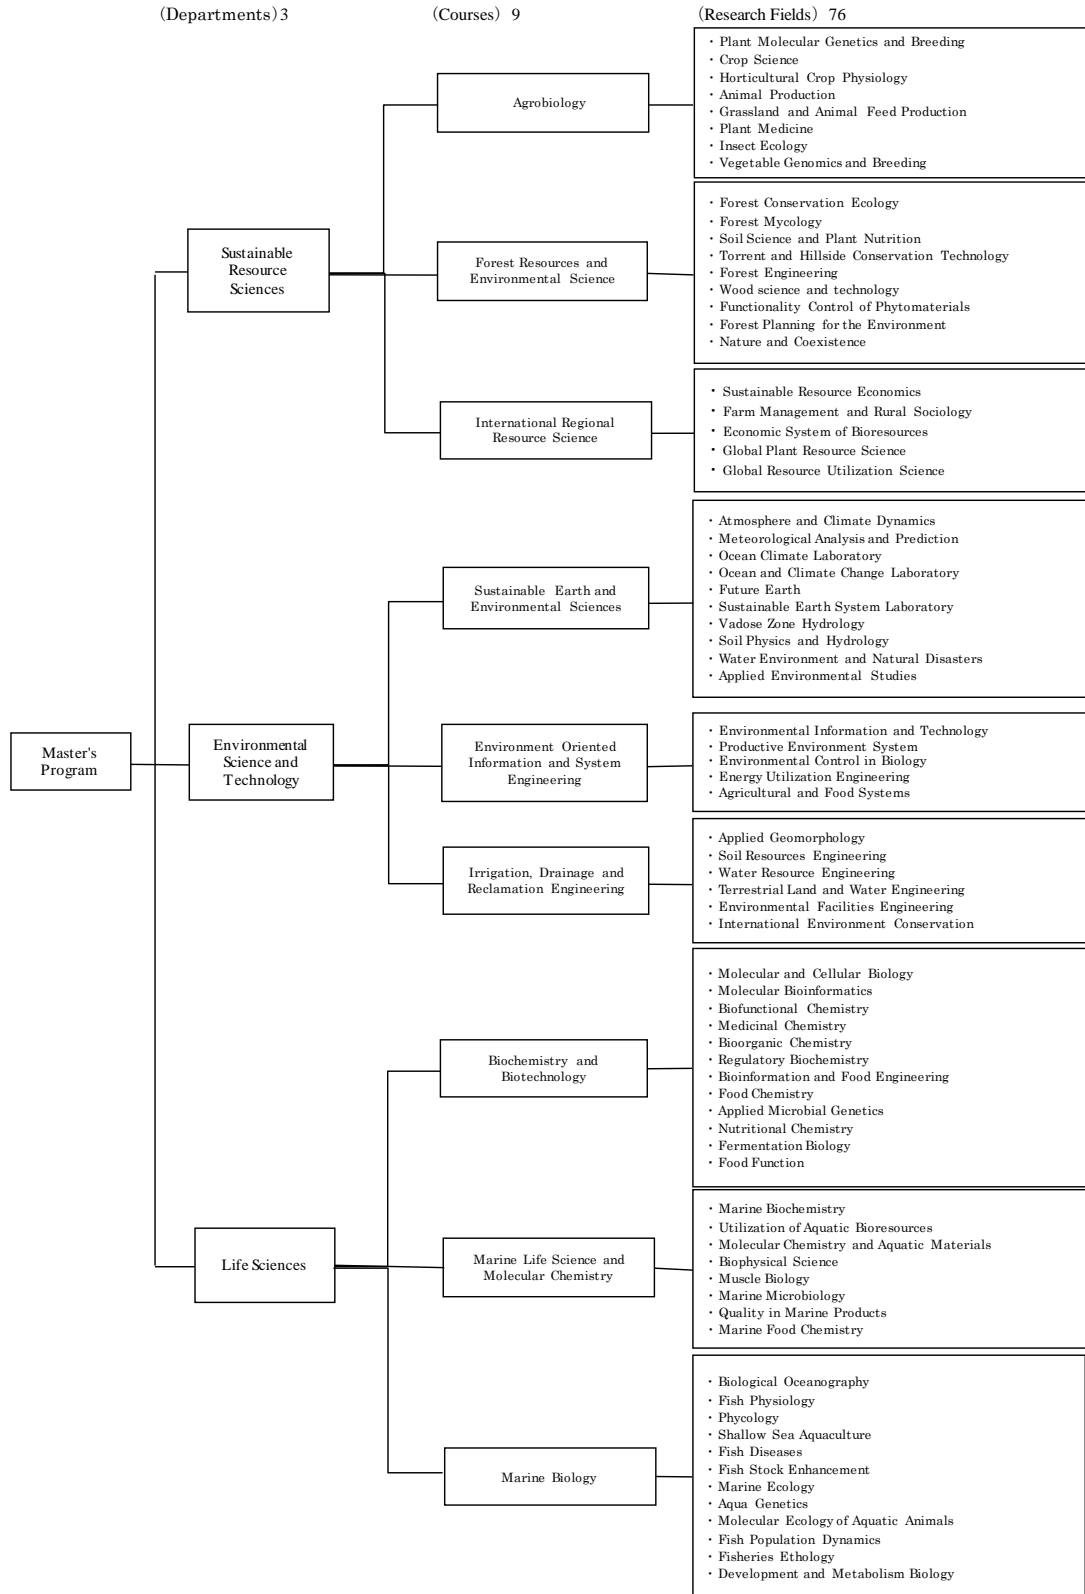 (Departments) 3
(Courses) 9
(Research Fields) 76
Master's
Program
Sustainable
Resource
Sciences
Agrobiology
・Plant Molecular Genetics and Breeding
・Crop Science
・Horticultural Crop Physiology
・Animal Production
・Grassland and Animal Feed Production
・Plant Medicine
・Insect Ecology
・Vegetable Genomics and Breeding
Forest Resources and
Environmental Science
・Forest Conservation Ecology
・Forest Mycology
・Soil Science and Plant Nutrition
・Torrent and Hillside Conservation Technology
・Forest Engineering
・Wood science and technology
・Functionality Control of Phytomaterials
・Forest Planning for the Environment
・Nature and Coexistence
International Regional
Resource Science
・Sustainable Resource Economics
・Farm Management and Rural Sociology
・Economic System of Bioresources
・Global Plant Resource Science
・Global Resource Utilization Science
Environmental
Science and
Technology
Sustainable Earth and
Environmental Sciences
・Atmosphere and Climate Dynamics
・Meteorological Analysis and Prediction
・Ocean Climate Laboratory
・Ocean and Climate Change Laboratory
・Future Earth
・Sustainable Earth System Laboratory
・Vadose Zone Hydrology
・Soil Physics and Hydrology
・Water Environment and Natural Disasters
・Applied Environmental Studies
Environment Oriented
Information and System
Engineering
・Environmental Information and Technology
・Productive Environment System
・Environmental Control in Biology
・Energy Utilization Engineering
・Agricultural and Food Systems
Irrigation, Drainage and
Reclamation Engineering
・Applied Geomorphology
・Soil Resources Engineering
・Water Resource Engineering
・Terrestrial Land and Water Engineering
・Environmental Facilities Engineering
・International Environment Conservation
Life Sciences
Biochemistry and
Biotechnology
・Molecular and Cellular Biology
・Molecular Bioinformatics
・Biofunctional Chemistry
・Medicinal Chemistry
・Bioorganic Chemistry
・Regulatory Biochemistry
・Bioinformation and Food Engineering
・Food Chemistry
・Applied Microbial Genetics
・Nutritional Chemistry
・Fermentation Biology
・Food Function
Marine Life Science and
Molecular Chemistry
・Marine Biochemistry
・Utilization of Aquatic Bioresources
・Molecular Chemistry and Aquatic Materials
・Biophysical Science
・Muscle Biology
・Marine Microbiology
・Quality in Marine Products
・Marine Food Chemistry
Marine Biology
・Biological Oceanography
・Fish Physiology
・Phycology
・Shallow Sea Aquaculture
・Fish Diseases
・Fish Stock Enhancement
・Marine Ecology
・Aqua Genetics
・Molecular Ecology of Aquatic Animals
・Fish Population Dynamics
・Fisheries Ethology
・Development and Metabolism Biology